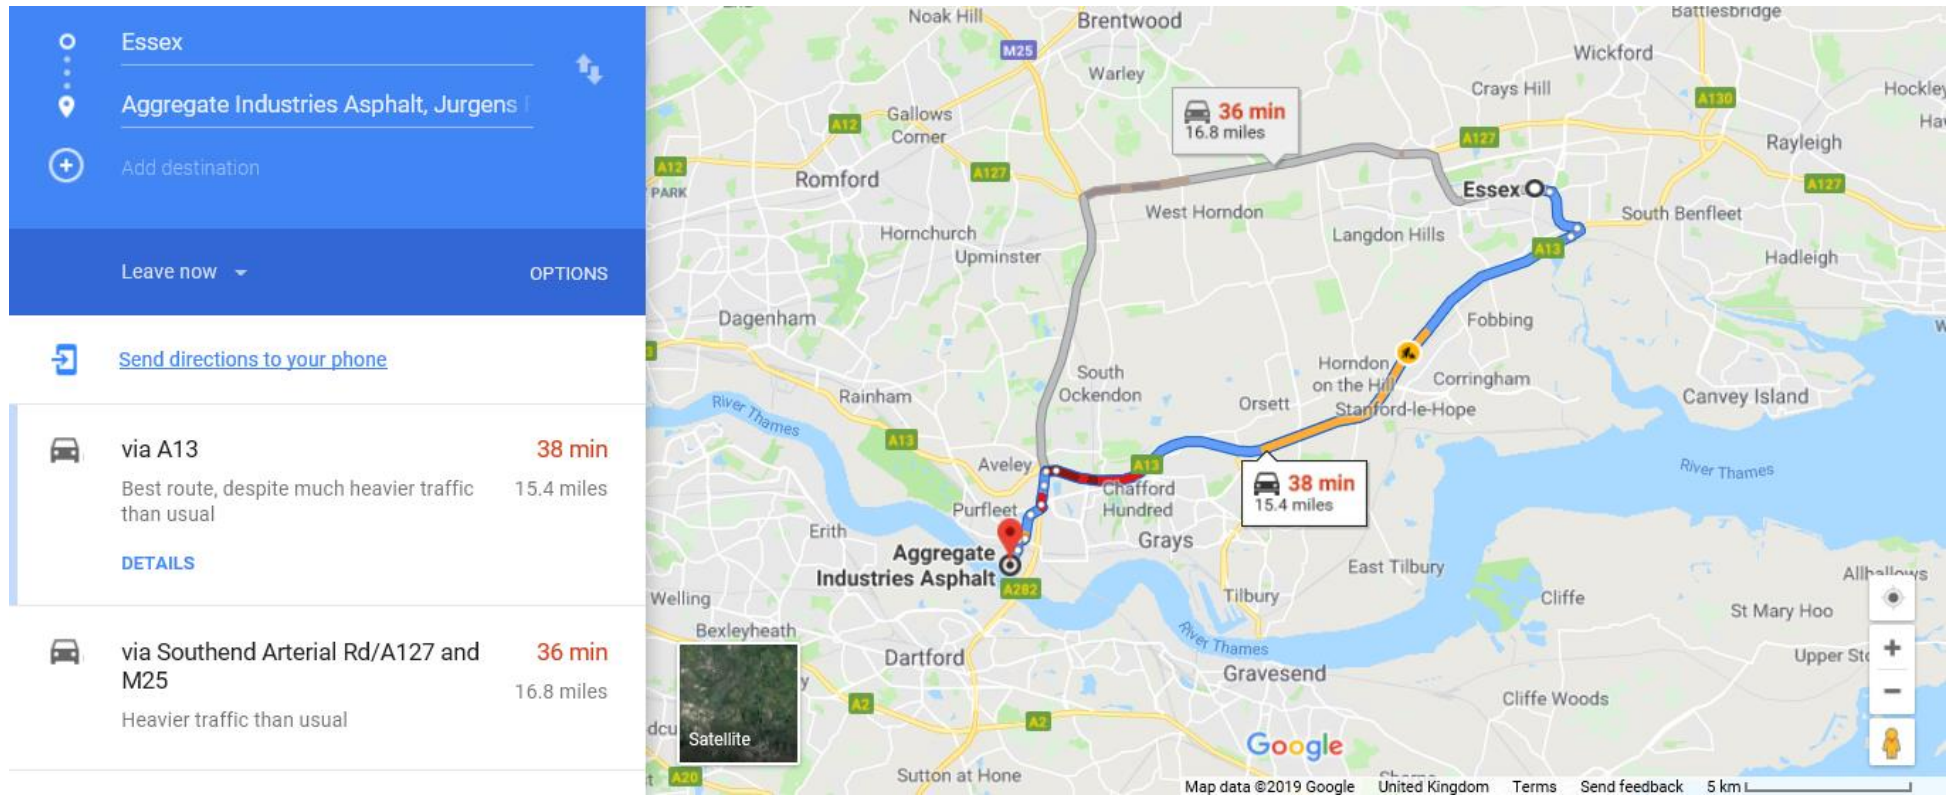 Essex
Aggregate Industries Asphalt, Jurgens
Add destination
Leave now
OPTIONS
Send directions to your phone
via A13
38 min
Best route, despite much heavier traffic
15.4 miles
than usual
DETAILS
via Southend Arterial Rd/A127 and
36 min
M25
16.8 miles
Heavier traffic than usual
Noak Hill
Brentwood
Battlesbridge
M25
Wickford
Warley
Crays Hill
A130
Hockley
36 min
16.8 miles
Gallows
Corner
A12
A127
Rayleigh
A12
PARK
Romford
A127
Essex
A127
West Horndon
South Benfleet
Hornchurch
Langdon Hills
A13
Upminster
Hadleigh
Dagenham
Fobbing
Horndon
on the Hill
Corringham
South
Ockendon
Rainham
Orsett
Stanford-le-Hope
Canvey Island
River Thames
A13
Aveley
A13
River Thames
Chafford
Hundred
38 min
15.4 miles
Purfleet
Erith
Grays
Aggregate
Industries Asphalt
East Tilbury
Allhallows
A282
Welling
Tilbury
Cliffe
St Mary Hoo
Bexleyheath
River Thames
Dartford
Upper Sto
Gravesend
Cliffe Woods
A2
A2
Satellite
Google
A20
Sutton at Hone
Map data ©2019 Google
United Kingdom
Terms
Send feedback
5 km